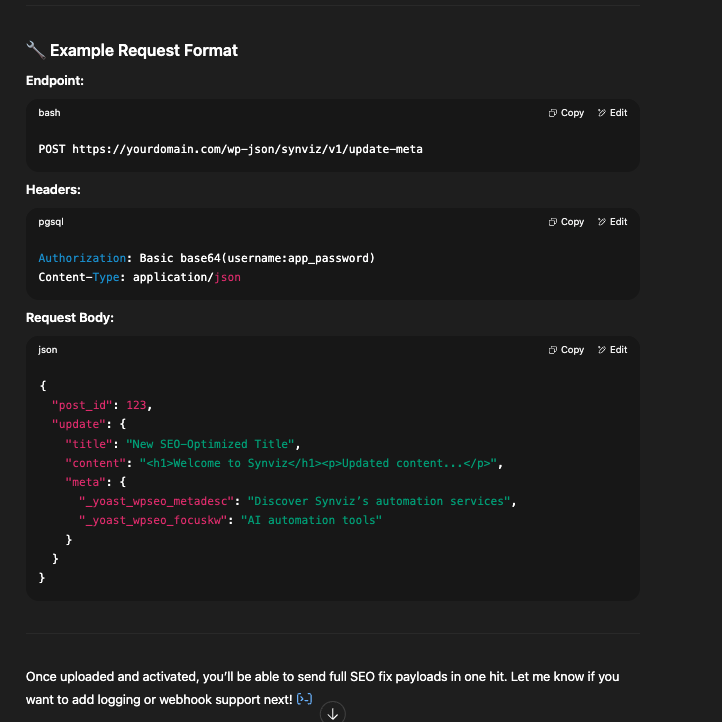 Example Request Format
Endpoint:
bash
Copy
Edit
POST https://yourdomain.com/wp-json/synviz/v1/update-meta
Headers:
pgsql
Copy
Edit
Authorization: Basic base64(username:app_password)
Content-Type: application/json
Request Body:
json
Copy
Edit
{
  "post_id": 123,
  "update": {
    "title": "New SEO-Optimized Title",
    "content": "<h1>Welcome to Synviz</h1><p>Updated content...</p>",
    "meta": {
      "_yoast_wpseo_metadesc": "Discover Synviz’s automation services",
      "_yoast_wpseo_focuskw": "AI automation tools"
    }
  }
}
Once uploaded and activated, you’ll be able to send full SEO fix payloads in one hit. Let me know if you
want to add logging or webhook support next!